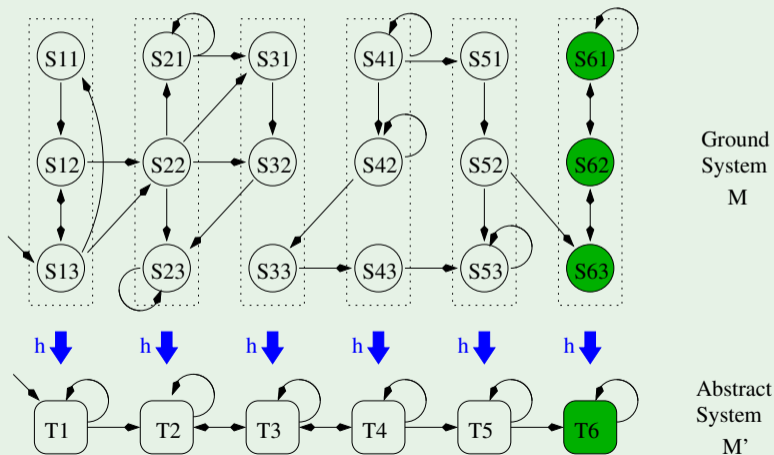 S11 S21 S31 S41 S51 S61
S12 S22 S32 S42 S52 S62
Ground
System
M
S13 S23 S33 S43 S53 S63
h h h h h h
T1 T2 T3 T4 T5 T6
Abstract
System
M'